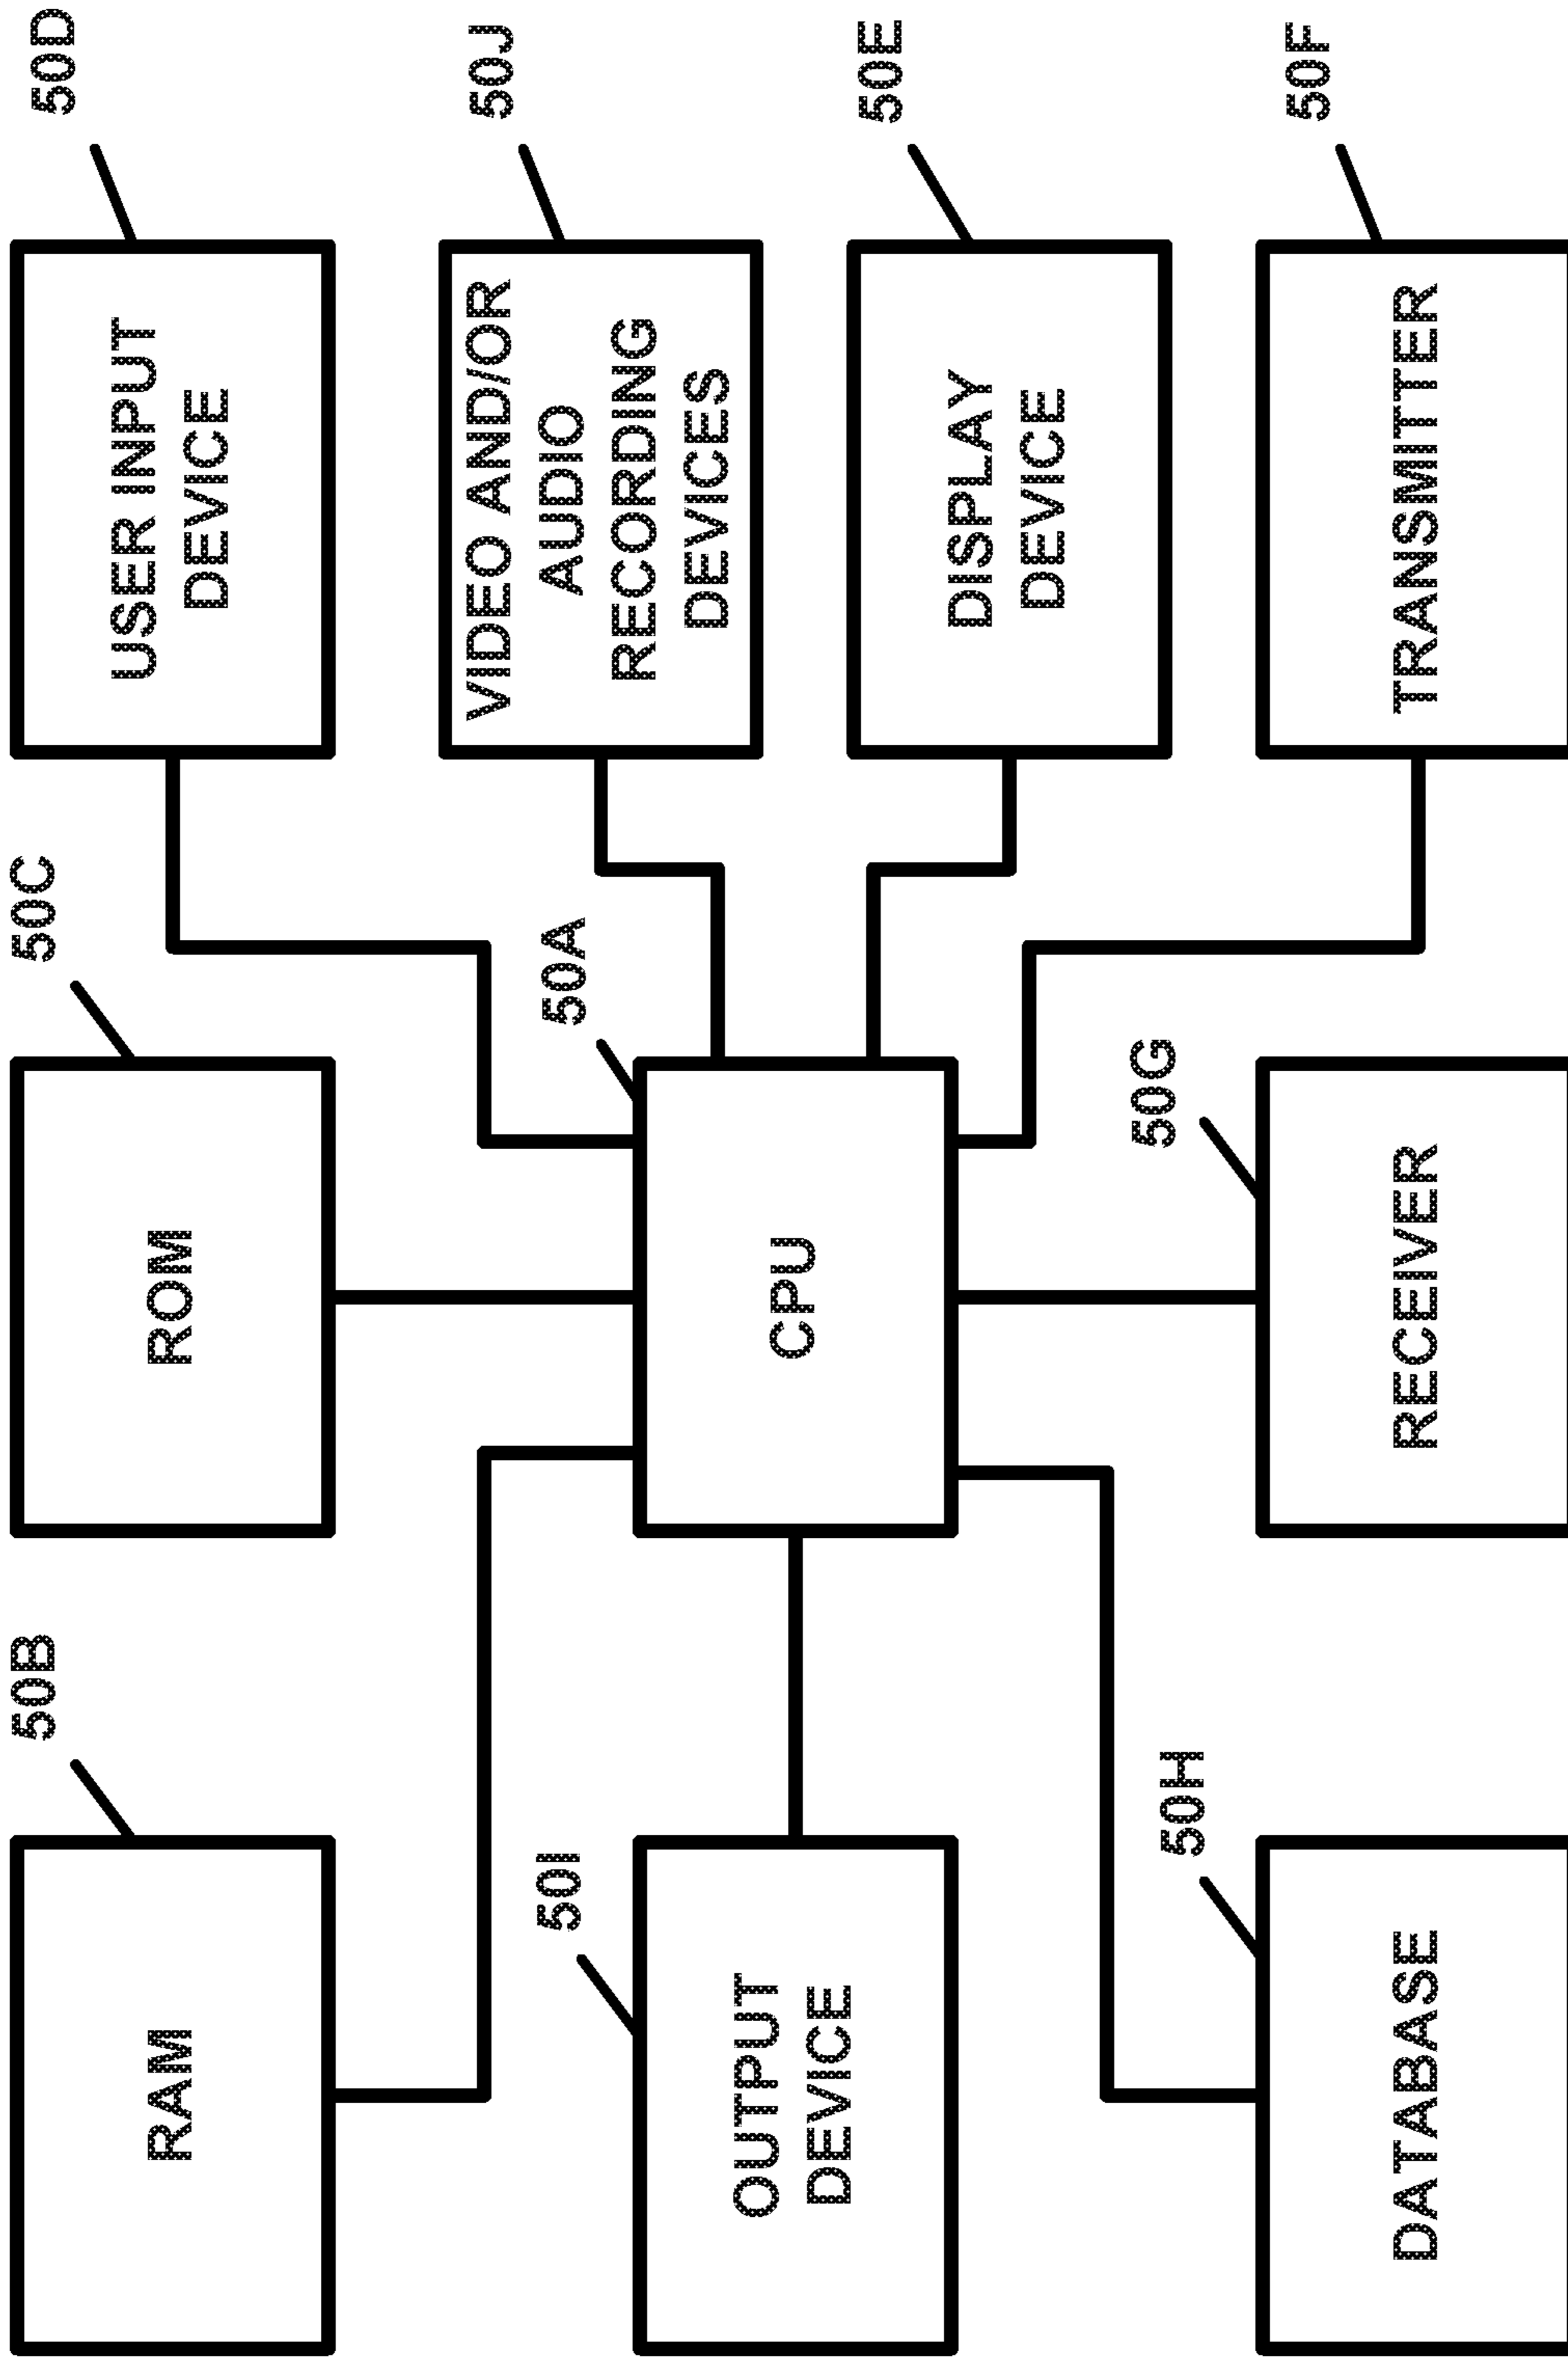 50B
50C
50D
RAM
ROM
USER INPUT
DEVICE
50J
VIDEO AND/OR
AUDIO
RECORDING
DEVICES
50I
50A
OUTPUT
DEVICE
CPU
50E
DISPLAY
DEVICE
50H
50G
50F
DATABASE
RECEIVER
TRANSMITTER